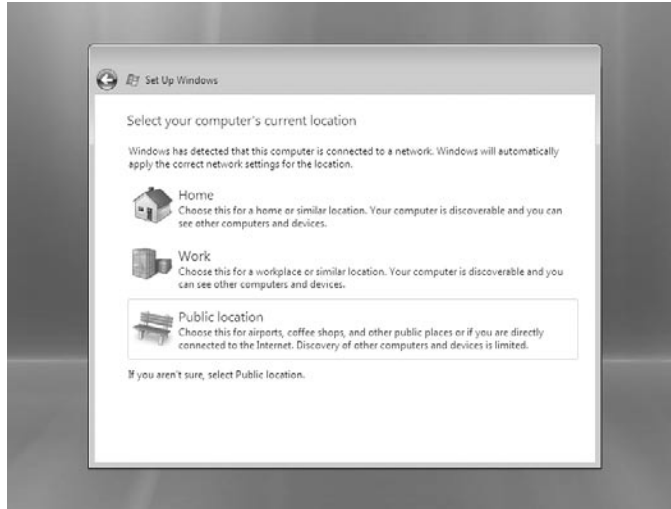 Set Up Windows
Select your computer's current location
Windows has detected that this computer is connected to a network. Windows will automatically
apply the correct network settings for the location.
Home
Choose this for a home or similar location. Your computer is discoverable and you can
see other computers and devices.
Work
Choose this for a workplace or similar location. Your computer is discoverable and you
can see other computers and devices.
Public location
Choose this for airports, coffee shops, and other public places or if you are directly
connected to the Internet. Discovery of other computers and devices is limited.
If you aren't sure, select Public location.